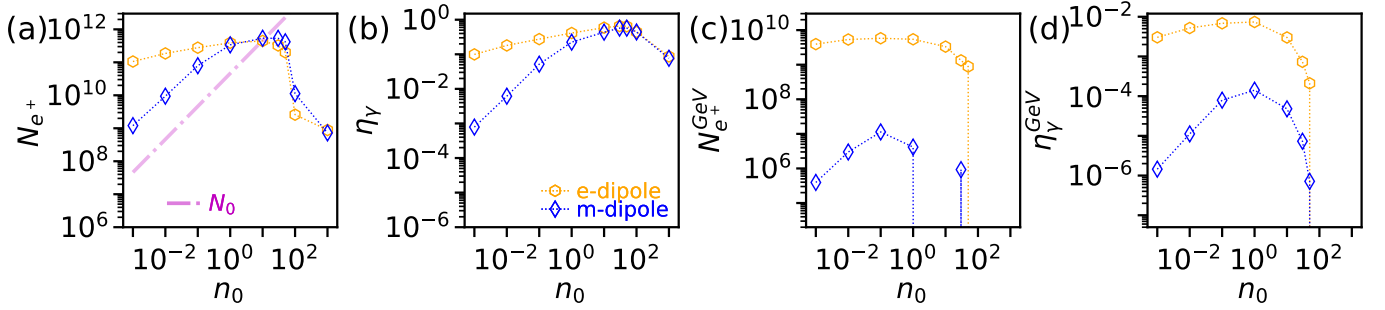 (a)
10^12
10^10
10^8
10^6
N_{e^+}
N_0
10^{-2} 10^0 10^2
n_0
(b)
10^0
10^{-2}
10^{-4}
10^{-6}
η_γ
e-dipole
m-dipole
10^{-2} 10^0 10^2
n_0
(c)
10^10
10^8
10^6
N_{e^+}^{GeV}
10^{-2} 10^0 10^2
n_0
(d)
10^{-2}
10^{-4}
10^{-6}
η_γ^{GeV}
10^{-2} 10^0 10^2
n_0